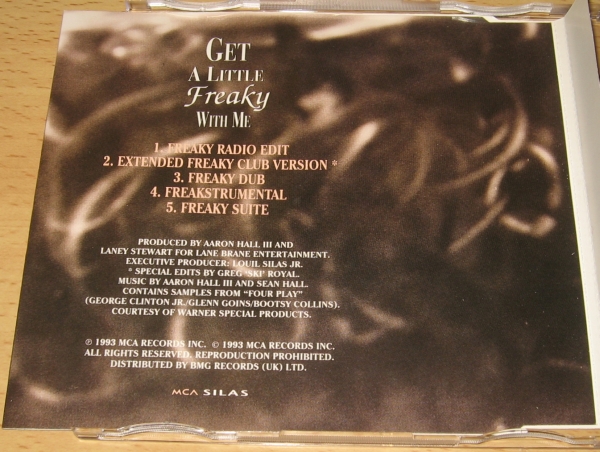 GET
A LITTLE
Freaky
WITH ME
1. FREAKY RADIO EDIT
2. EXTENDED FREAKY CLUB VERSION *
3. FREAKY DUB
4. FREAKSTRUMENTAL
5. FREAKY SUITE
PRODUCED BY AARON HALL III AND
LANEY STEWART FOR LANE BRANE ENTERTAINMENT.
EXECUTIVE PRODUCER: LOUIL SILAS JR.
* SPECIAL EDITS BY GREG "SKI" ROYAL.
MUSIC BY AARON HALL III AND SEAN HALL.
CONTAINS SAMPLES FROM "FOUR PLAY"
(GEORGE CLINTON JR./GLENN GOINS/BOOTSY COLLINS).
COURTESY OF WARNER SPECIAL PRODUCTS.
℗ 1993 MCA RECORDS INC. © 1993 MCA RECORDS INC.
ALL RIGHTS RESERVED. REPRODUCTION PROHIBITED.
DISTRIBUTED BY BMG RECORDS (UK) LTD.
MCA SILAS